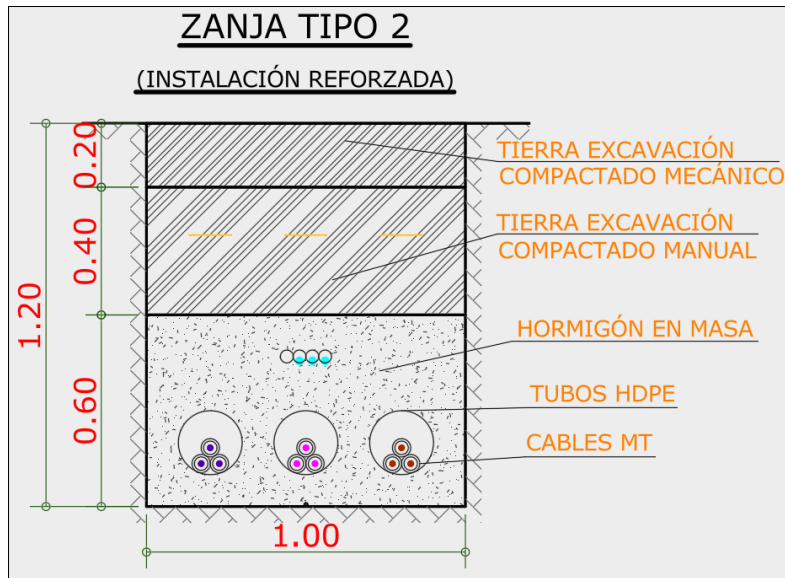 ZANJA TIPO 2
(INSTALACIÓN REFORZADA)
0.20
TIERRA EXCAVACIÓN
COMPACTADO MECÁNICO
0.40
TIERRA EXCAVACIÓN
COMPACTADO MANUAL
1.20
HORMIGÓN EN MASA
0.60
TUBOS HDPE
CABLES MT
1.00